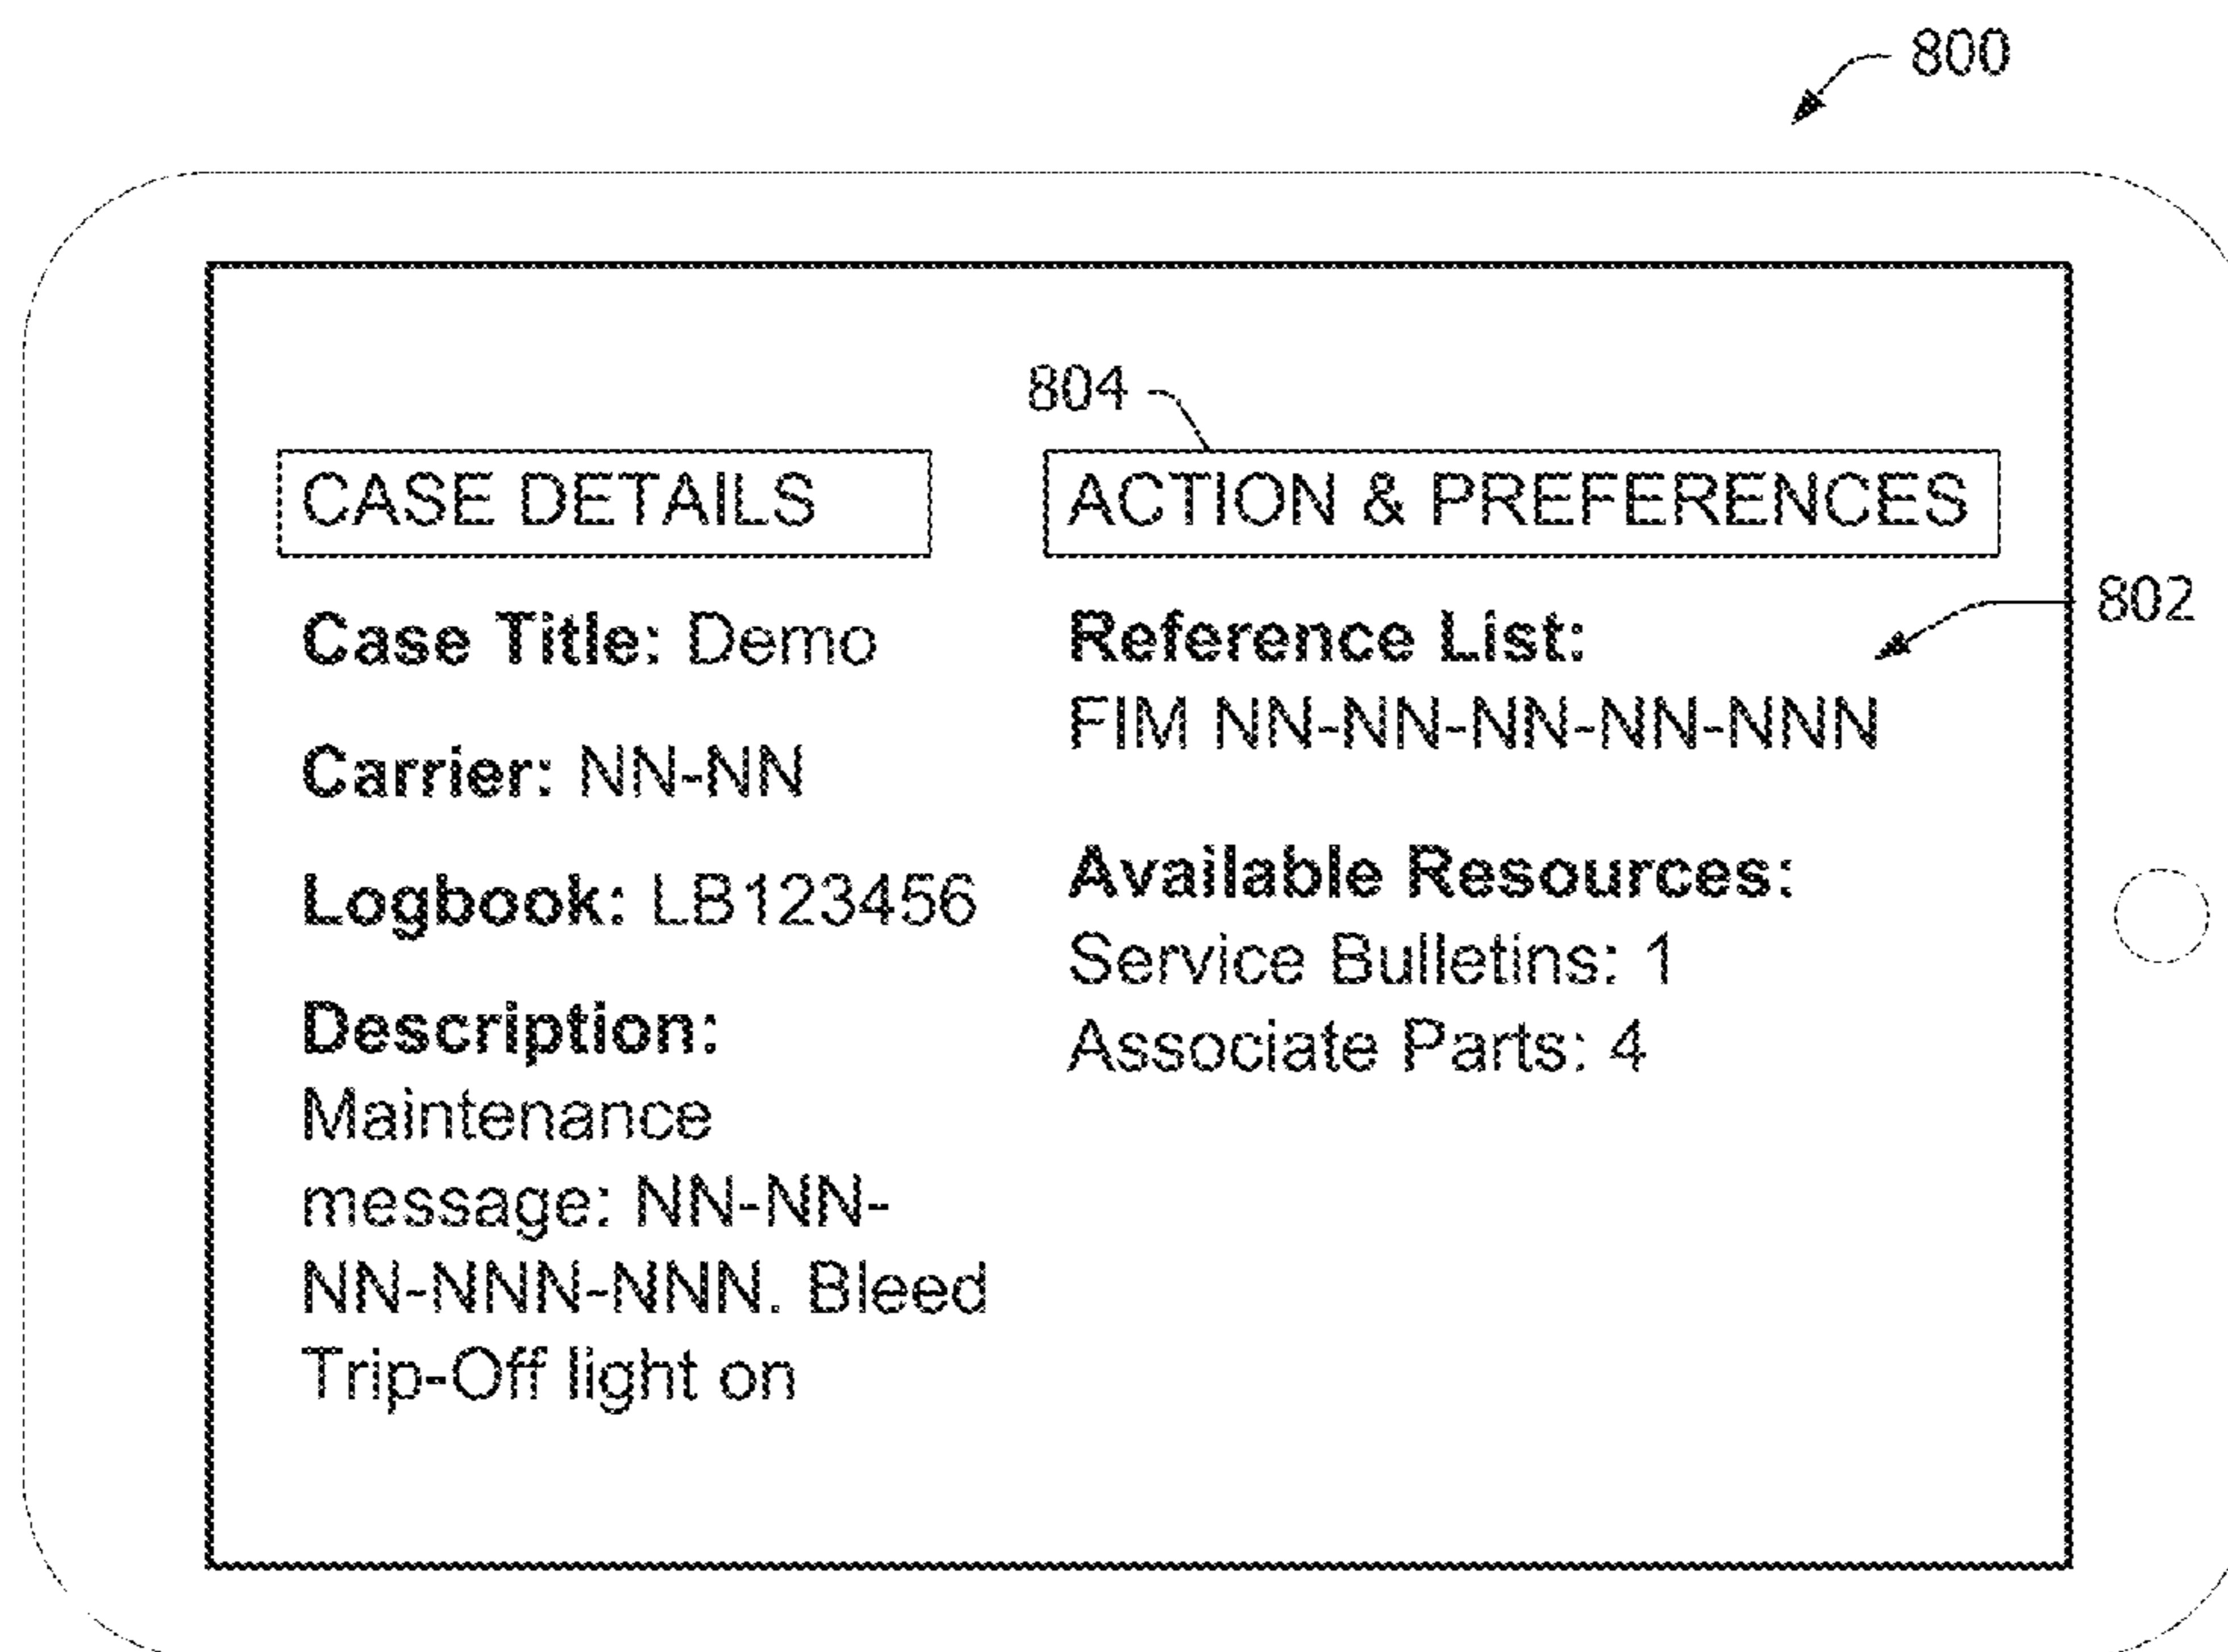 800
804
CASE DETAILS
Case Title: Demo
Carrier: NN-NN
Logbook: LB123456
Description:
Maintenance
message: NN-NN-
NN-NNN-NNN. Bleed
Trip-Off light on
ACTION & PREFERENCES
802
Reference List:
FIM NN-NN-NN-NN-NNN
Available Resources:
Service Bulletins: 1
Associate Parts: 4